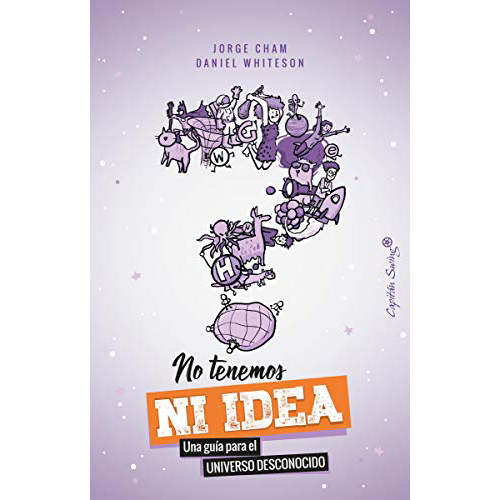 JORGE CHAM
DANIEL WHITESON
W
e
H
Capitán Swing
No tenemos
NI IDEA
Una guía para el
UNIVERSO DESCONOCIDO